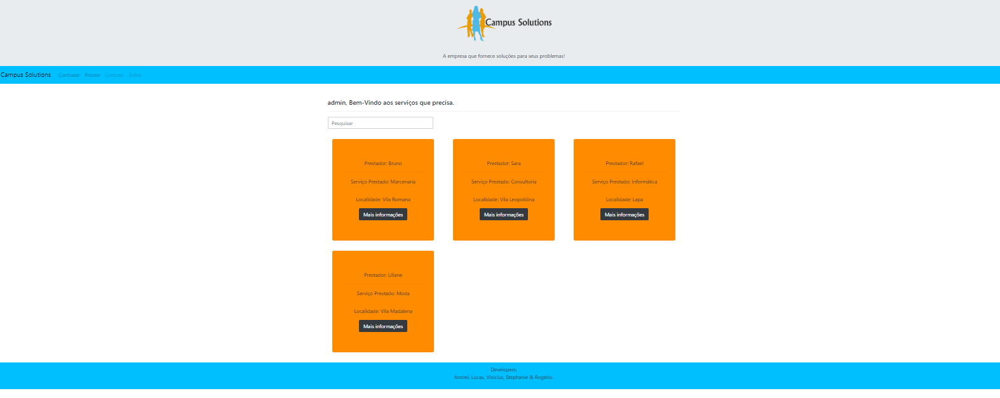 Campus Solutions
A empresa que fornece soluções para seus problemas!
Campus Solutions Contratar Prestar Contato Sobre
admin, Bem-Vindo aos serviços que precisa.
Pesquisar
Prestador: Bruno
Serviço Prestado: Marcenaria
Localidade: Vila Romana
Mais informações
Prestador: Sara
Serviço Prestado: Consultoria
Localidade: Vila Leopoldina
Mais informações
Prestador: Rafael
Serviço Prestado: Informática
Localidade: Lapa
Mais informações
Prestador: Liliane
Serviço Prestado: Moda
Localidade: Vila Madalena
Mais informações
Developers:
Andrei, Lucas, Vinicius, Stephanie & Rogério.